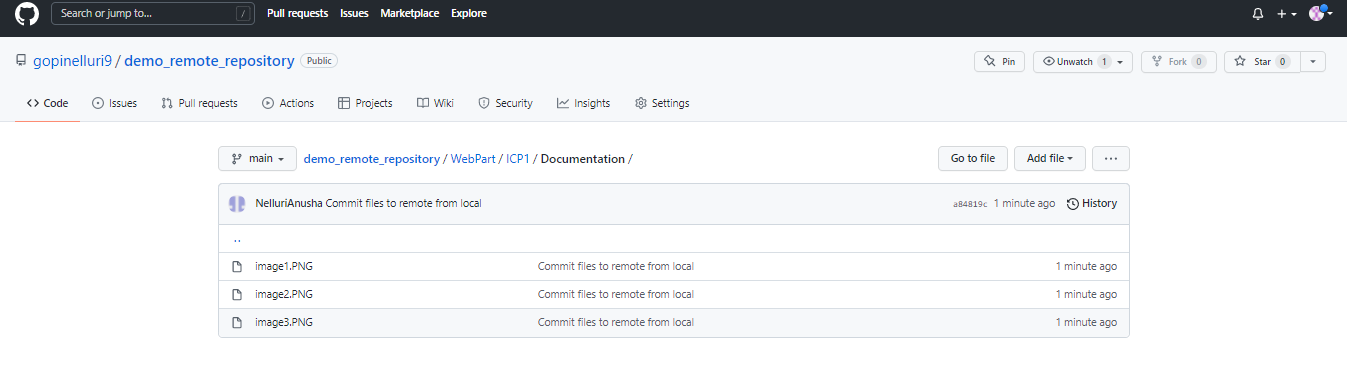 Search or jump to... / Pull requests Issues Marketplace Explore
gopinelluri9 / demo_remote_repository Public Pin Unwatch 1 Fork 0 Star 0
Code Issues Pull requests Actions Projects Wiki Security Insights Settings
main demo_remote_repository / WebPart / ICP1 / Documentation / Go to file Add file ...
NelluriAnusha Commit files to remote from local a84819c 1 minute ago History
..
image1.PNG Commit files to remote from local 1 minute ago
image2.PNG Commit files to remote from local 1 minute ago
image3.PNG Commit files to remote from local 1 minute ago